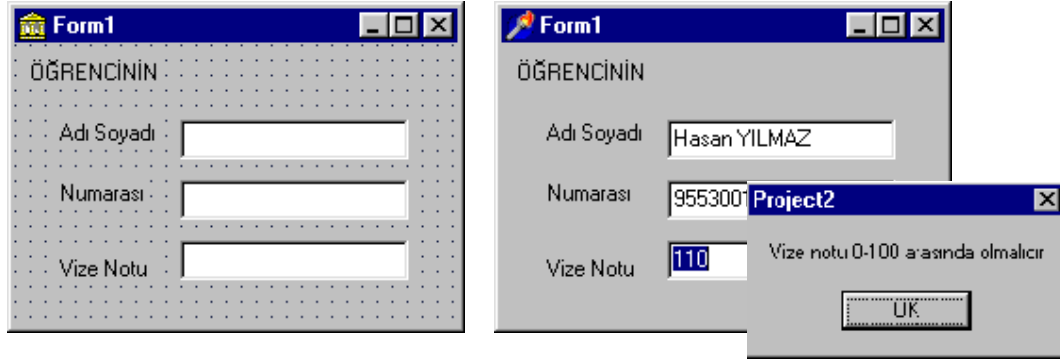 Form1
ÖĞRENCİNİN
Adı Soyadı
Numarası
Vize Notu
Form1
ÖĞRENCİNİN
Adı Soyadı Hasan YILMAZ
Numarası 9553001
Vize Notu 110
Project2
Vize notu 0-100 arasında olmalıdır
OK